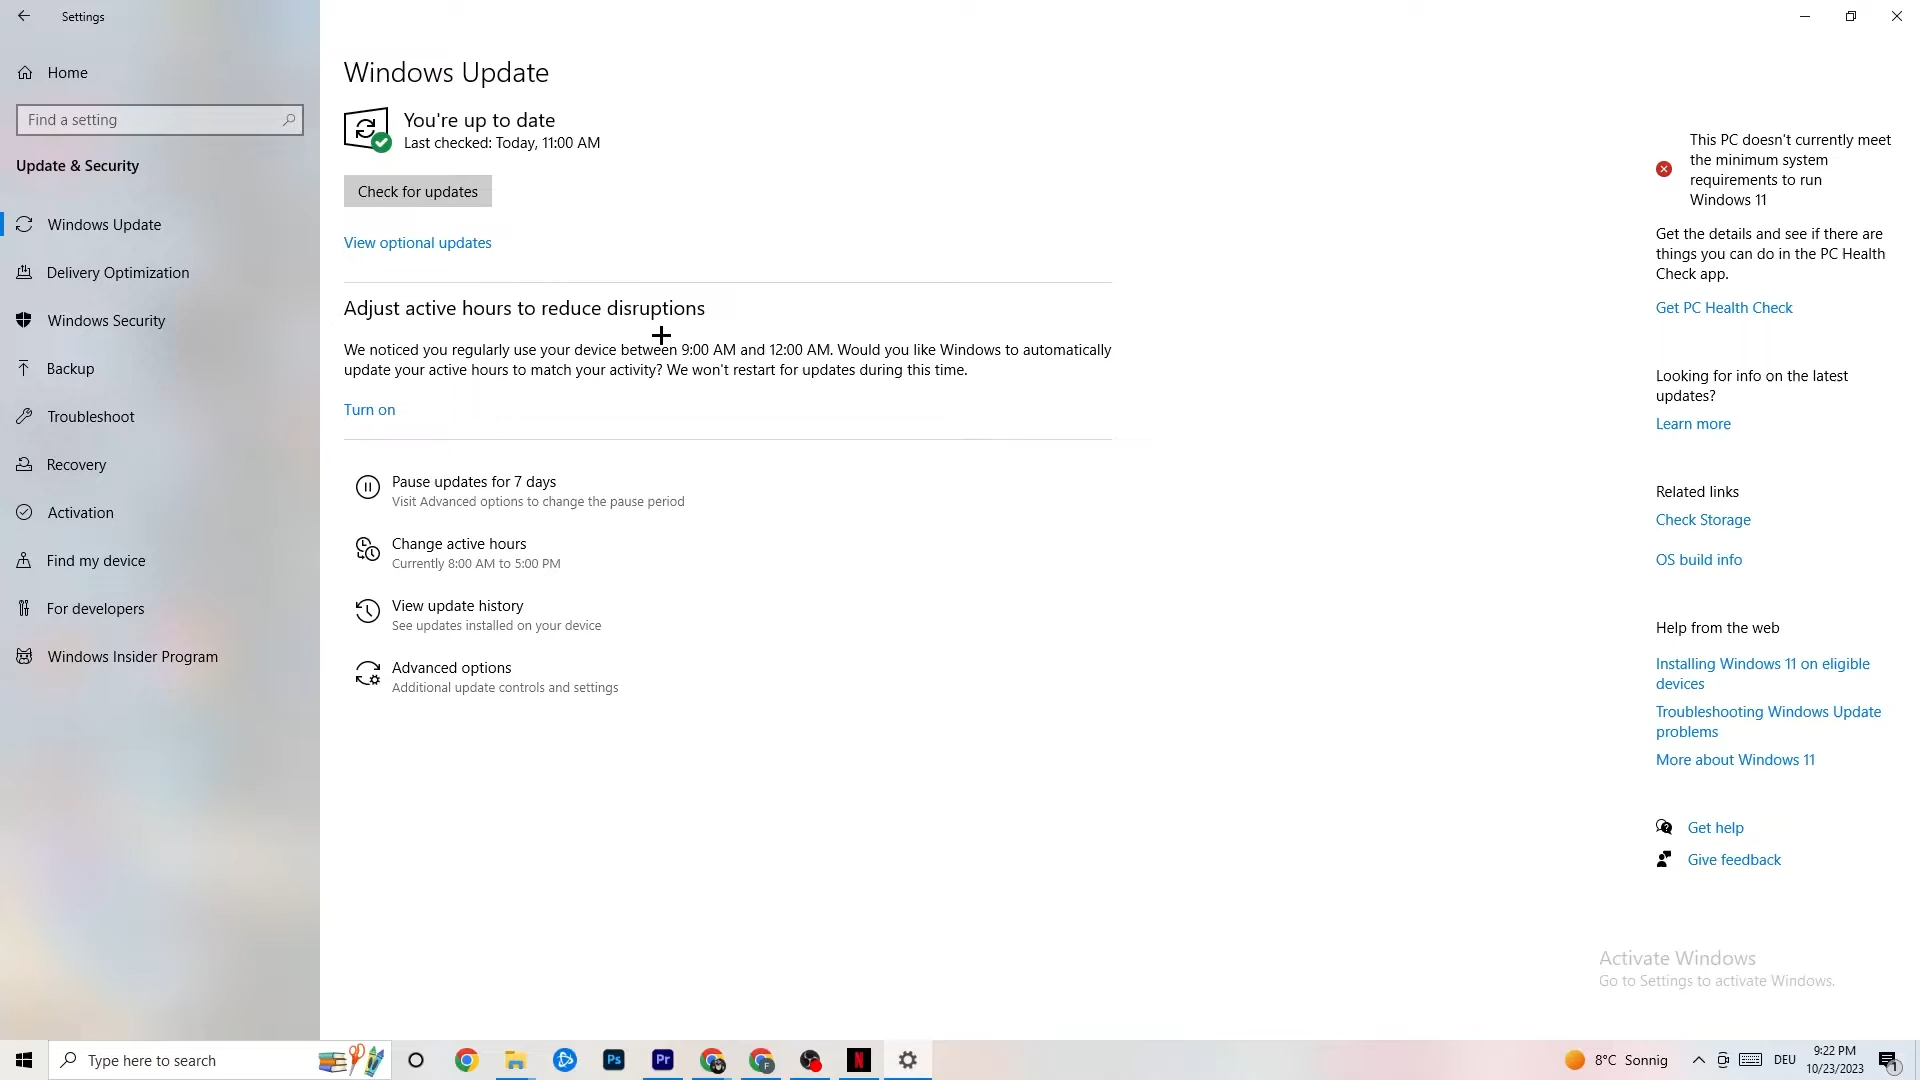 Settings
Home
Find a setting
Update & Security
Windows Update
Delivery Optimization
Windows Security
Backup
Troubleshoot
Recovery
Activation
Find my device
For developers
Windows Insider Program
Windows Update
You're up to date
Last checked: Today, 11:00 AM
Check for updates
View optional updates
Adjust active hours to reduce disruptions
We noticed you regularly use your device between 9:00 AM and 12:00 AM. Would you like Windows to automatically
update your active hours to match your activity? We won't restart for updates during this time.
Turn on
Pause updates for 7 days
Visit Advanced options to change the pause period
Change active hours
Currently 8:00 AM to 5:00 PM
View update history
See updates installed on your device
Advanced options
Additional update controls and settings
This PC doesn't currently meet
the minimum system
requirements to run
Windows 11
Get the details and see if there are
things you can do in the PC Health
Check app.
Get PC Health Check
Looking for info on the latest
updates?
Learn more
Related links
Check Storage
OS build info
Help from the web
Installing Windows 11 on eligible
devices
Troubleshooting Windows Update
problems
More about Windows 11
Get help
Give feedback
Activate Windows
Go to Settings to activate Windows.
Type here to search
Ps
Pr
F
N
8°C Sonnig
DEU
9:22 PM
10/23/2023
1